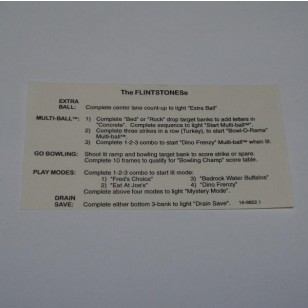 The FLINTSTONES®
EXTRA
BALL: Complete center lane count-up to light "Extra Ball"
MULTI-BALL™: 1) Complete "Bed" or "Rock" drop target banks to add letters in
"Concrete". Complete sequence to light "Start Multi-ball™".
2) Complete three strikes in a row (Turkey), to start "Bowl-O-Rama"
Multi-ball™
3) Complete 1-2-3 combo to start "Dino Frenzy" Multi-ball™ when lit.
GO BOWLING: Shoot lit ramp and bowling target bank to score strike or spare.
Complete 10 frames to qualify for "Bowling Champ" score table.
PLAY MODES: Complete 1-2-3 combo to start lit mode:
1) "Fred's Choice" 3) "Bedrock Water Buffalos"
2) "Eat At Joe's" 4) "Dino Frenzy"
Complete above four modes to light "Mystery Mode".
DRAIN
SAVE: Complete either bottom 3-bank to light "Drain Save".